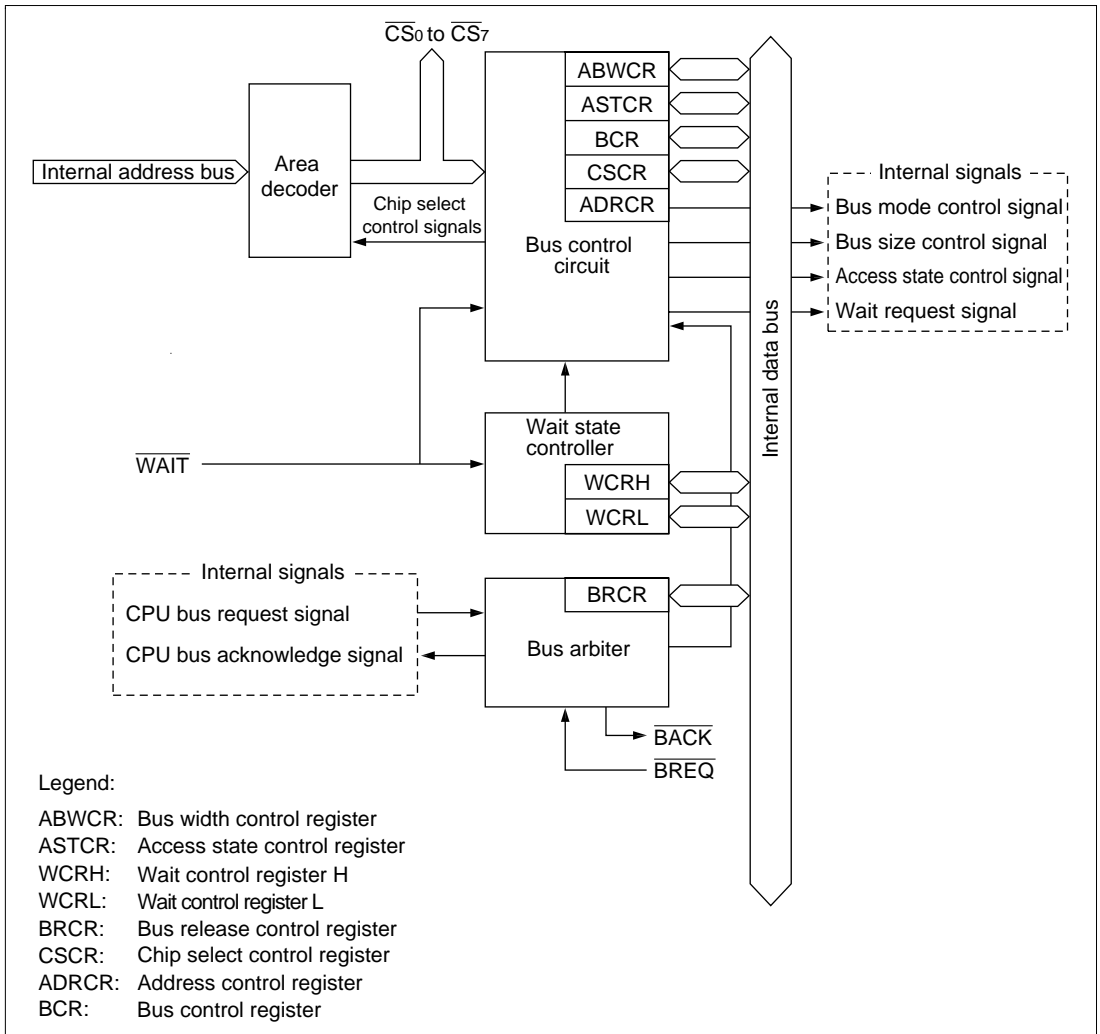 CS0 to CS7
ABWCR
ASTCR
BCR
CSCR
ADRCR
Internal address bus
Area
decoder
Chip select
control signals
Bus control
circuit
Internal signals
Bus mode control signal
Bus size control signal
Access state control signal
Wait request signal
Internal data bus
WAIT
Wait state
controller
WCRH
WCRL
Internal signals
CPU bus request signal
CPU bus acknowledge signal
BRCR
Bus arbiter
BACK
BREQ
Legend:
ABWCR: Bus width control register
ASTCR: Access state control register
WCRH: Wait control register H
WCRL: Wait control register L
BRCR: Bus release control register
CSCR: Chip select control register
ADRCR: Address control register
BCR: Bus control register